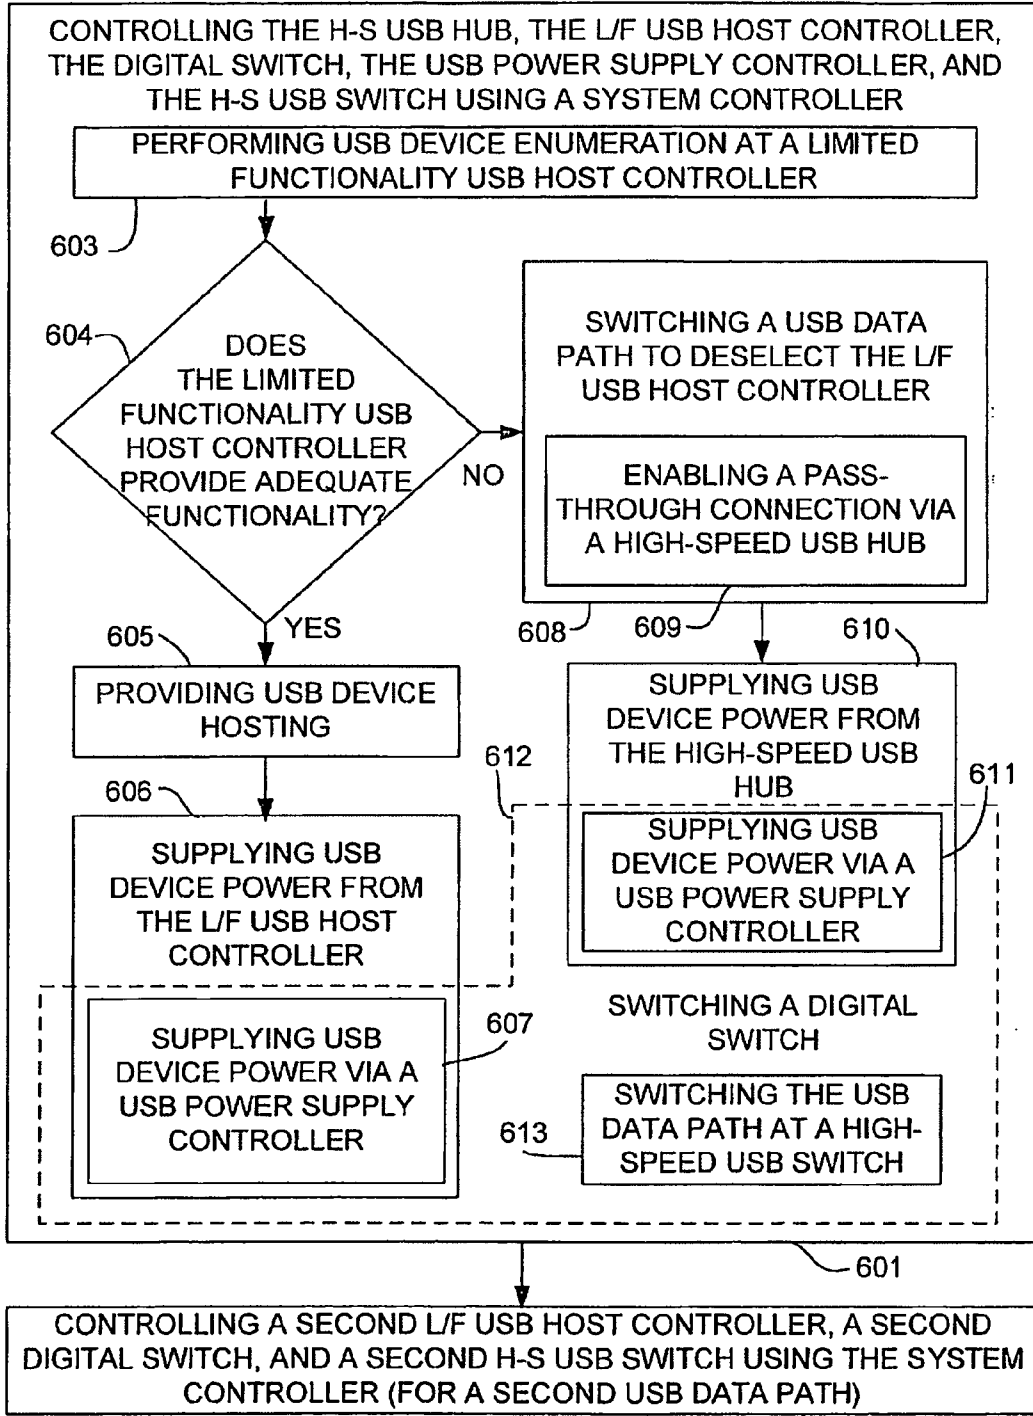 CONTROLLING THE H-S USB HUB, THE L/F USB HOST CONTROLLER,
THE DIGITAL SWITCH, THE USB POWER SUPPLY CONTROLLER, AND
THE H-S USB SWITCH USING A SYSTEM CONTROLLER
PERFORMING USB DEVICE ENUMERATION AT A LIMITED
FUNCTIONALITY USB HOST CONTROLLER
603
604
DOES
THE LIMITED
FUNCTIONALITY USB
HOST CONTROLLER
PROVIDE ADEQUATE
FUNCTIONALITY?
NO
YES
SWITCHING A USB DATA
PATH TO DESELECT THE L/F
USB HOST CONTROLLER
ENABLING A PASS-
THROUGH CONNECTION VIA
A HIGH-SPEED USB HUB
608
609
610
605
PROVIDING USB DEVICE
HOSTING
SUPPLYING USB
DEVICE POWER FROM
THE HIGH-SPEED USB
HUB
612
611
606
SUPPLYING USB
DEVICE POWER VIA A
USB POWER SUPPLY
CONTROLLER
SUPPLYING USB
DEVICE POWER FROM
THE L/F USB HOST
CONTROLLER
SUPPLYING USB
DEVICE POWER VIA A
USB POWER SUPPLY
CONTROLLER
607
SWITCHING A DIGITAL
SWITCH
SWITCHING THE USB
DATA PATH AT A HIGH-
SPEED USB SWITCH
613
601
CONTROLLING A SECOND L/F USB HOST CONTROLLER, A SECOND
DIGITAL SWITCH, AND A SECOND H-S USB SWITCH USING THE SYSTEM
CONTROLLER (FOR A SECOND USB DATA PATH)